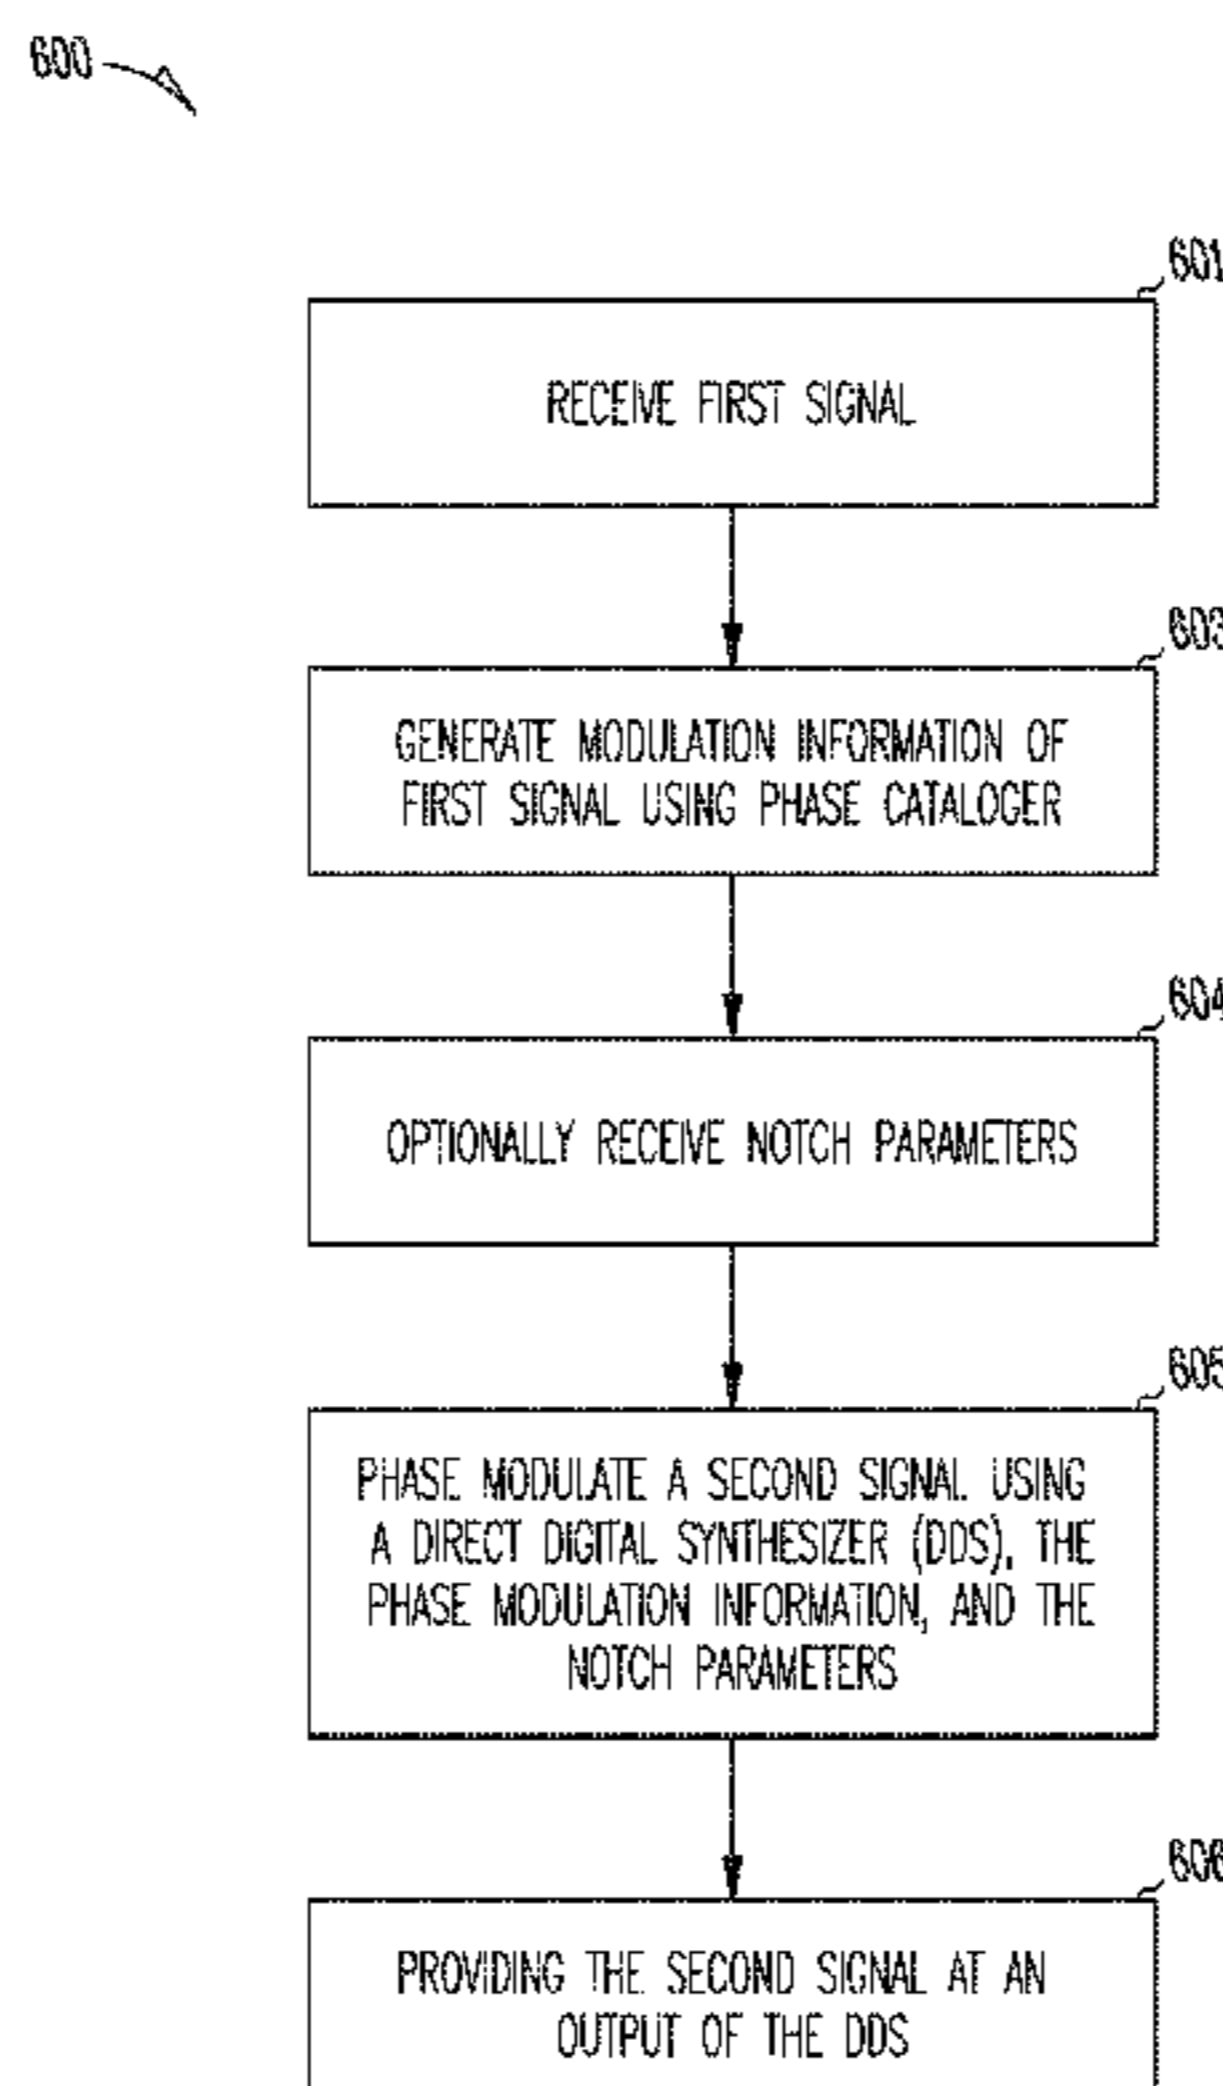 600
601
RECEIVE FIRST SIGNAL
603
GENERATE MODULATION INFORMATION OF
FIRST SIGNAL USING PHASE CATALOGER
604
OPTIONALLY RECEIVE NOTCH PARAMETERS
605
PHASE MODULATE A SECOND SIGNAL USING
A DIRECT DIGITAL SYNTHESIZER (DDS), THE
PHASE MODULATION INFORMATION, AND THE
NOTCH PARAMETERS
606
PROVIDING THE SECOND SIGNAL AT AN
OUTPUT OF THE DDS